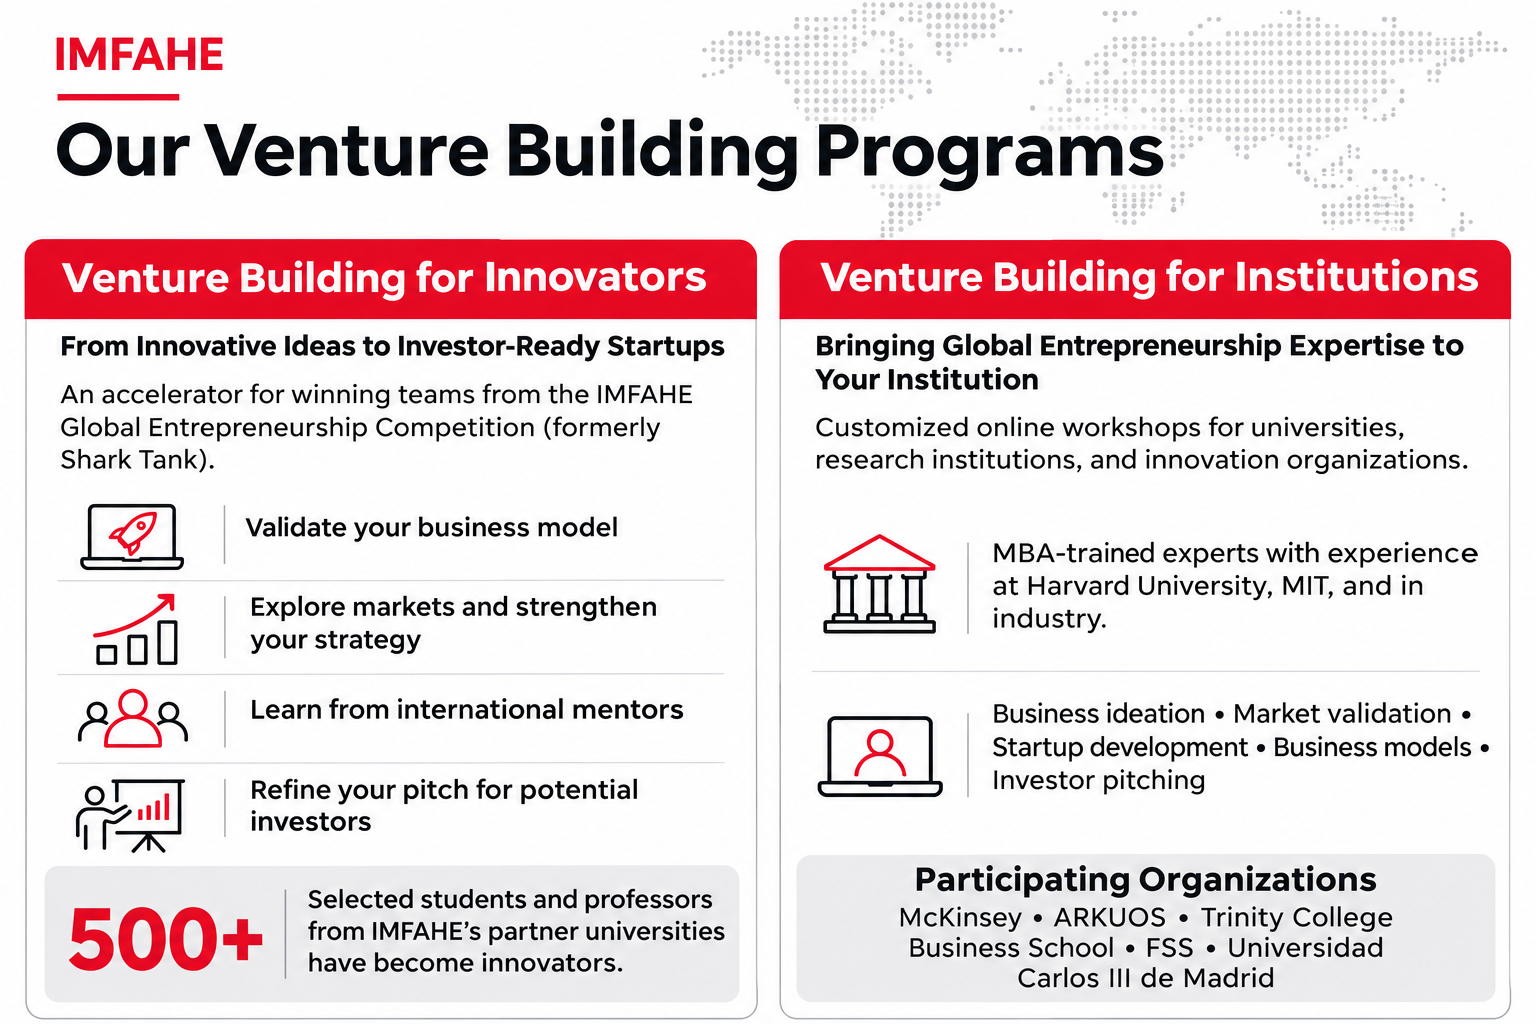 IMFAHE
Our Venture Building Programs
Venture Building for Innovators
From Innovative Ideas to Investor-Ready Startups
An accelerator for winning teams from the IMFAHE
Global Entrepreneurship Competition (formerly
Shark Tank).
Validate your business model
Explore markets and strengthen
your strategy
Learn from international mentors
Refine your pitch for potential
investors
500+
Selected students and professors
from IMFAHE’s partner universities
have become innovators.
Venture Building for Institutions
Bringing Global Entrepreneurship Expertise to
Your Institution
Customized online workshops for universities,
research institutions, and innovation organizations.
MBA-trained experts with experience
at Harvard University, MIT, and in
industry.
Business ideation • Market validation •
Startup development • Business models •
Investor pitching
Participating Organizations
McKinsey • ARKUOS • Trinity College
Business School • FSS • Universidad
Carlos III de Madrid